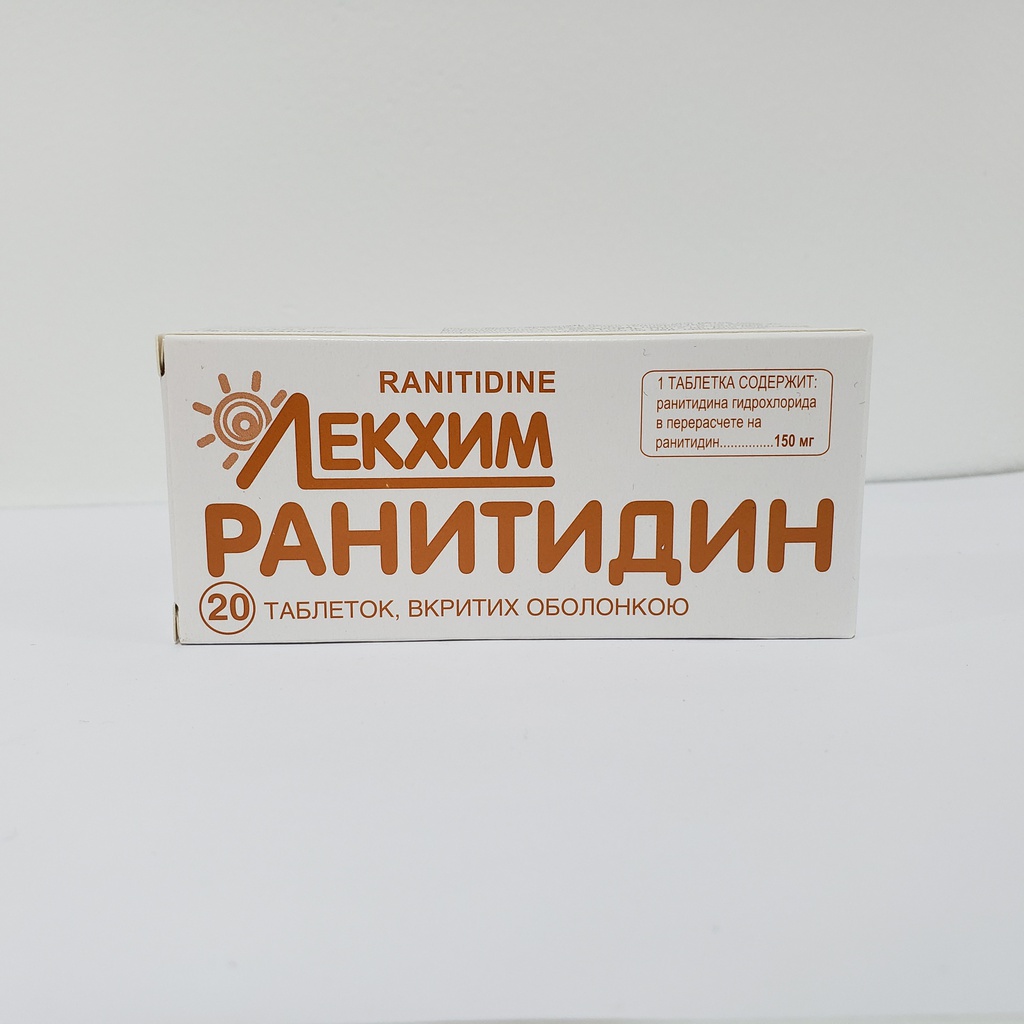 RANITIDINE
ЛЕКХИМ
1 ТАБЛЕТКА СОДЕРЖИТ:
ранитидина гидрохлорида
в перерасчете на
ранитидин...............150 мг
РАНИТИДИН
20 ТАБЛЕТОК, ВКРИТИХ ОБОЛОНКОЮ